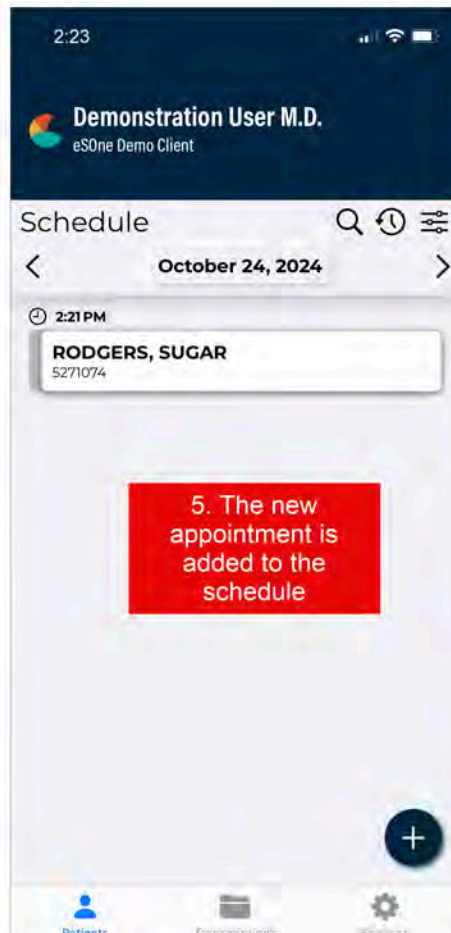 2:23
Demonstration User M.D.
eSOne Demo Client
Schedule
October 24, 2024
2:21 PM
RODGERS, SUGAR
5271074
5. The new
appointment is
added to the
schedule
Patients